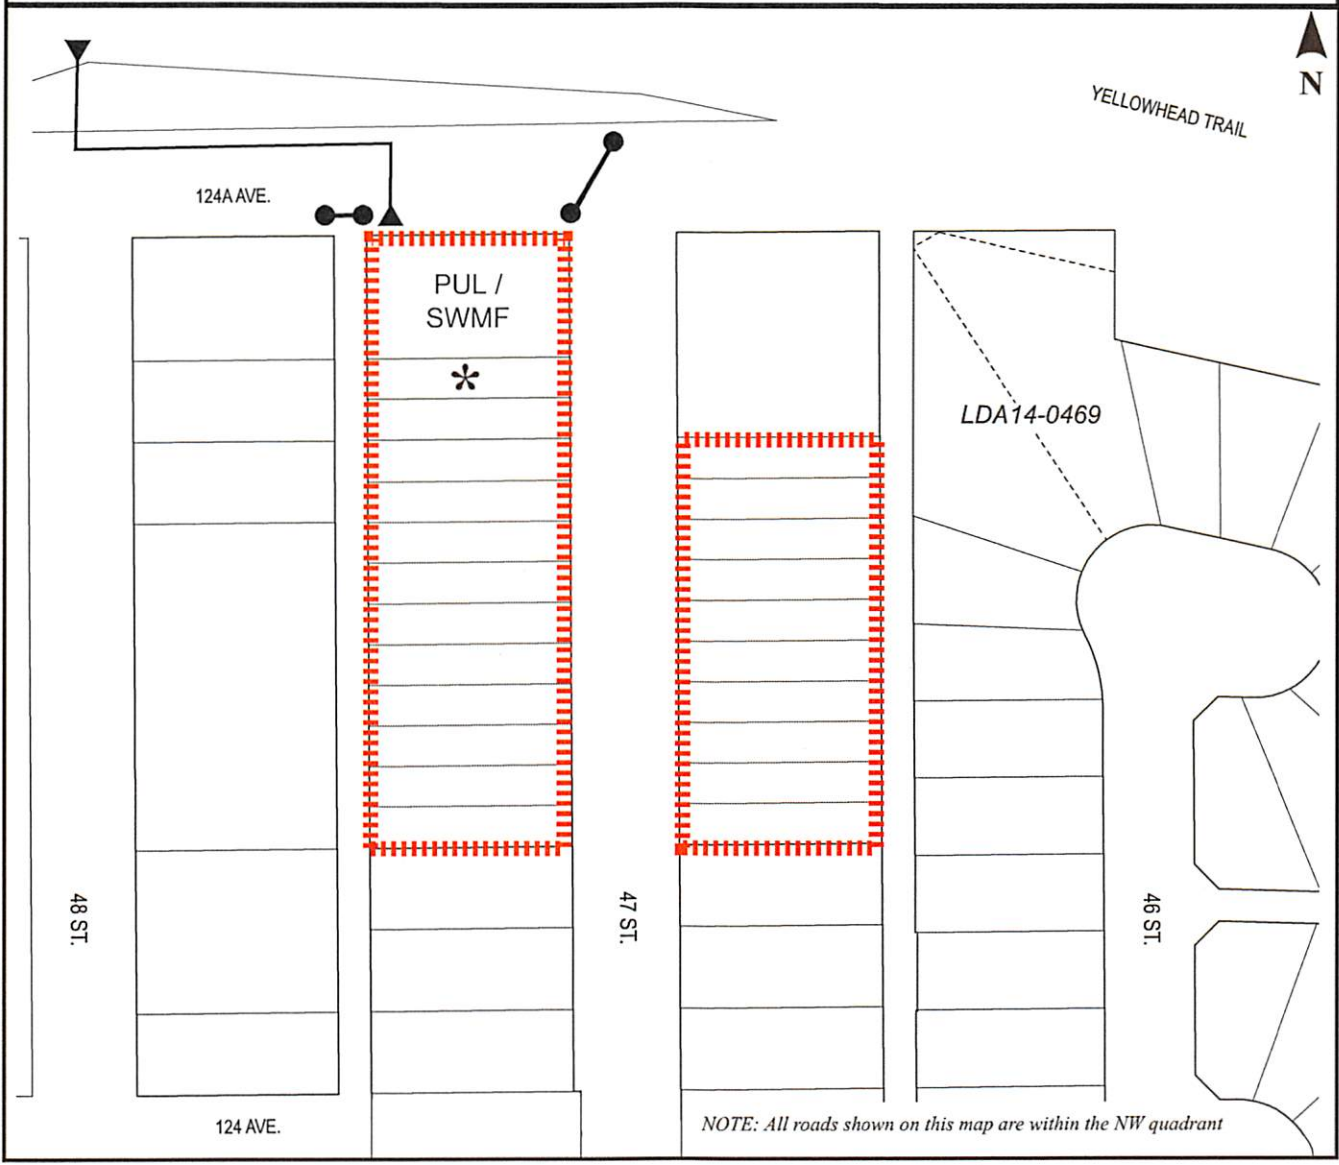 N
YELLOWHEAD TRAIL
124A AVE.
PUL /
SWMF
*
LDA14-0469
48 ST.
47 ST.
46 ST.
124 AVE.
NOTE: All roads shown on this map are within the NW quadrant